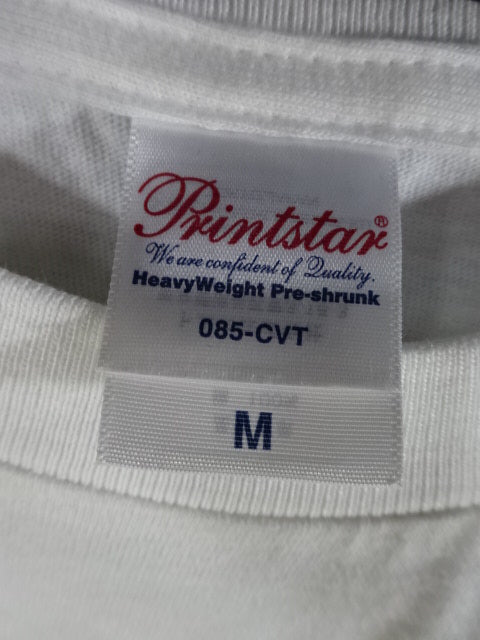 Printstar®
We are confident of Quality.
HeavyWeight Pre-shrunk
085-CVT
M